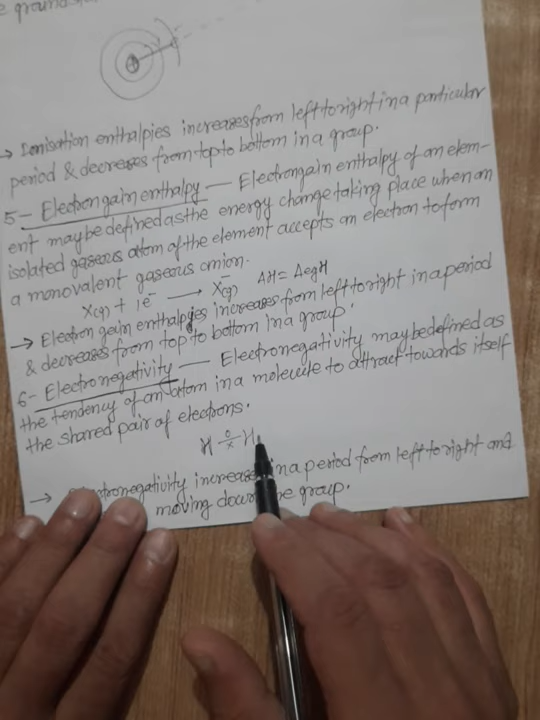 e ground
→ Ionisation enthalpies increases from left to right in a particular
period & decreases from top to bottom in a group.
5- Electron gain enthalpy — Electron gain enthalpy of an elem-
ent may be defined as the energy change taking place when an
isolated gaseous atom of the element accepts an electron to form
a monovalent gaseous anion.
X(g) + 1e⁻ → X⁻(g) ΔH = ΔegH
→ Electron gain enthalpies increases from left to right in a period
& decreases from top to bottom in a group.
6- Electronegativity — Electronegativity may be defined as
the tendency of an atom in a molecule to attract towards itself
the shared pair of electrons.
H o/x H
→ tronegativity increases in a period from left to right and
moving down the group.